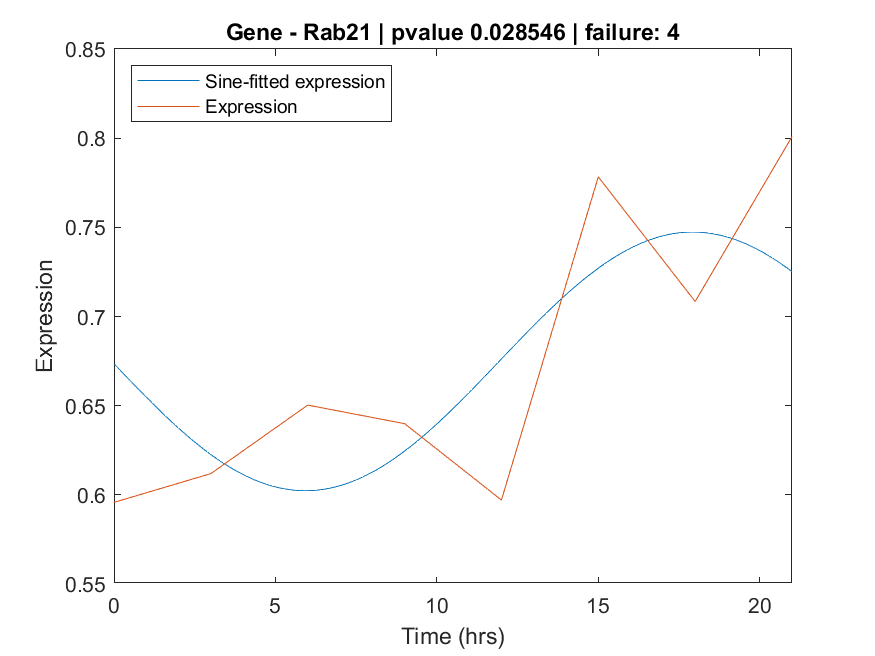 Gene - Rab21 | pvalue 0.028546 | failure: 4
0.85
0.8
0.75
0.7
0.65
0.6
0.55
Expression
Sine-fitted expression
Expression
0 5 10 15 20
Time (hrs)